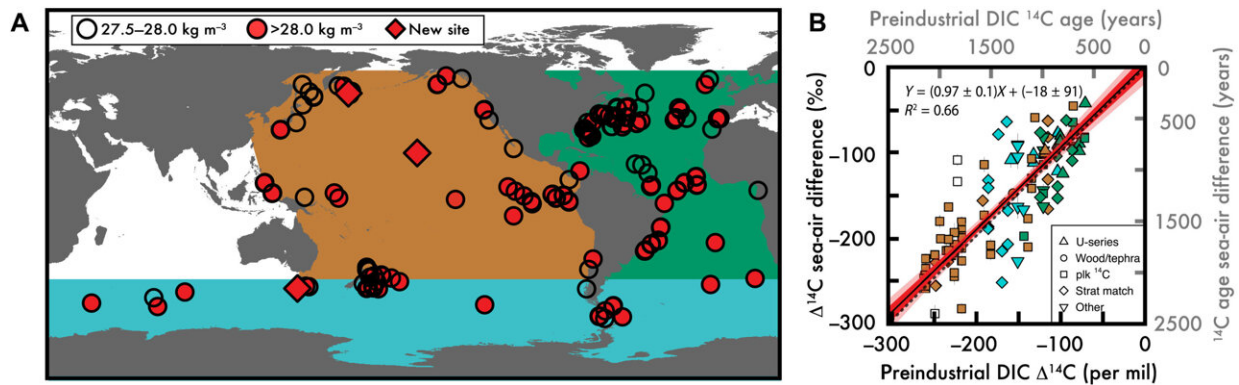 A
27.5–28.0 kg m⁻³
>28.0 kg m⁻³
New site
B
Preindustrial DIC ¹⁴C age (years)
2500
1500
500
0
Y = (0.97 ± 0.1)X + (−18 ± 91)
R² = 0.66
Δ¹⁴C sea-air difference (‰)
0
−100
−200
−300
0
500
1500
2500
¹⁴C age sea-air difference (years)
U-series
Wood/tephra
plk ¹⁴C
Strat match
Other
−300
−200
−100
0
Preindustrial DIC Δ¹⁴C (per mil)